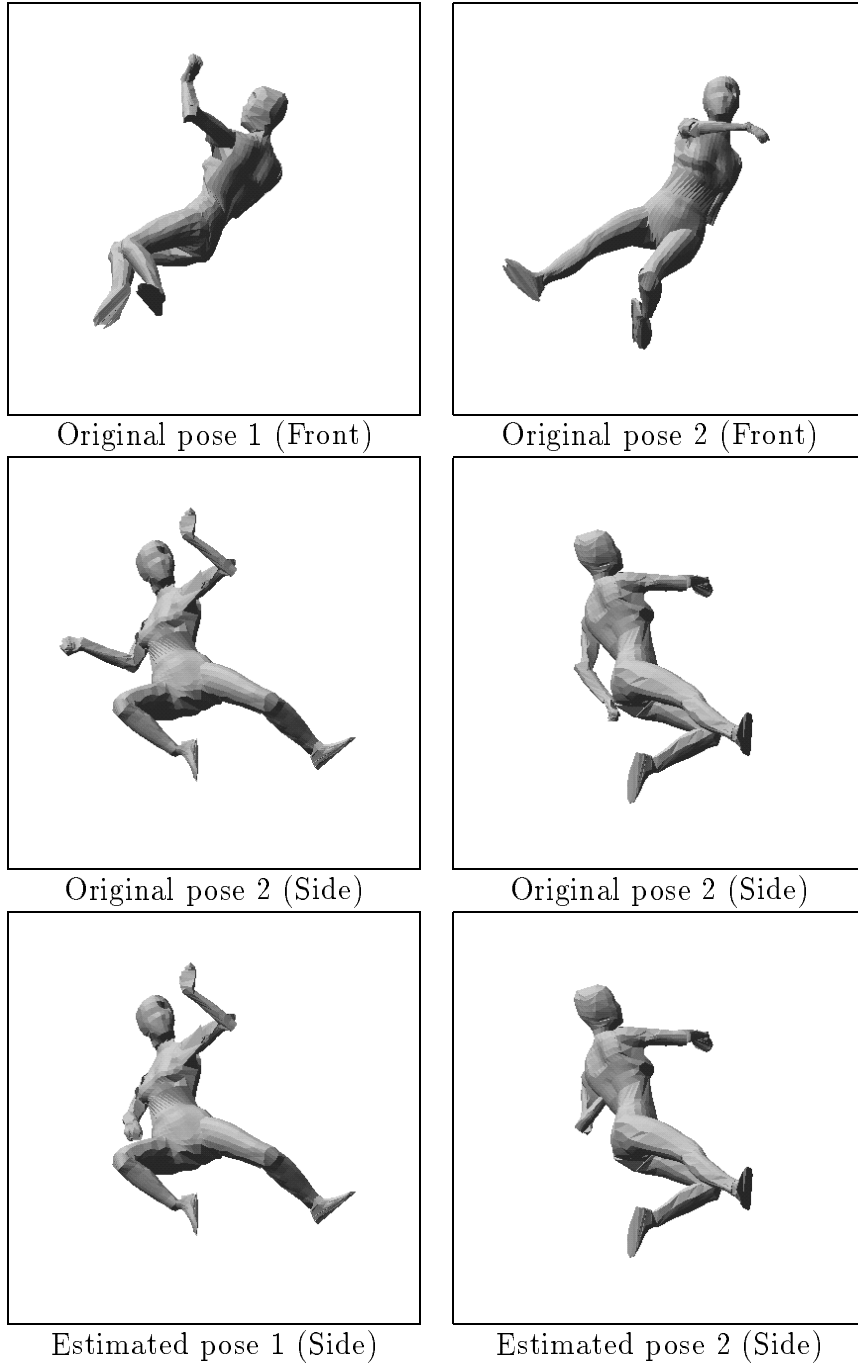 Original pose 1 (Front)
Original pose 2 (Front)
Original pose 2 (Side)
Original pose 2 (Side)
Estimated pose 1 (Side)
Estimated pose 2 (Side)